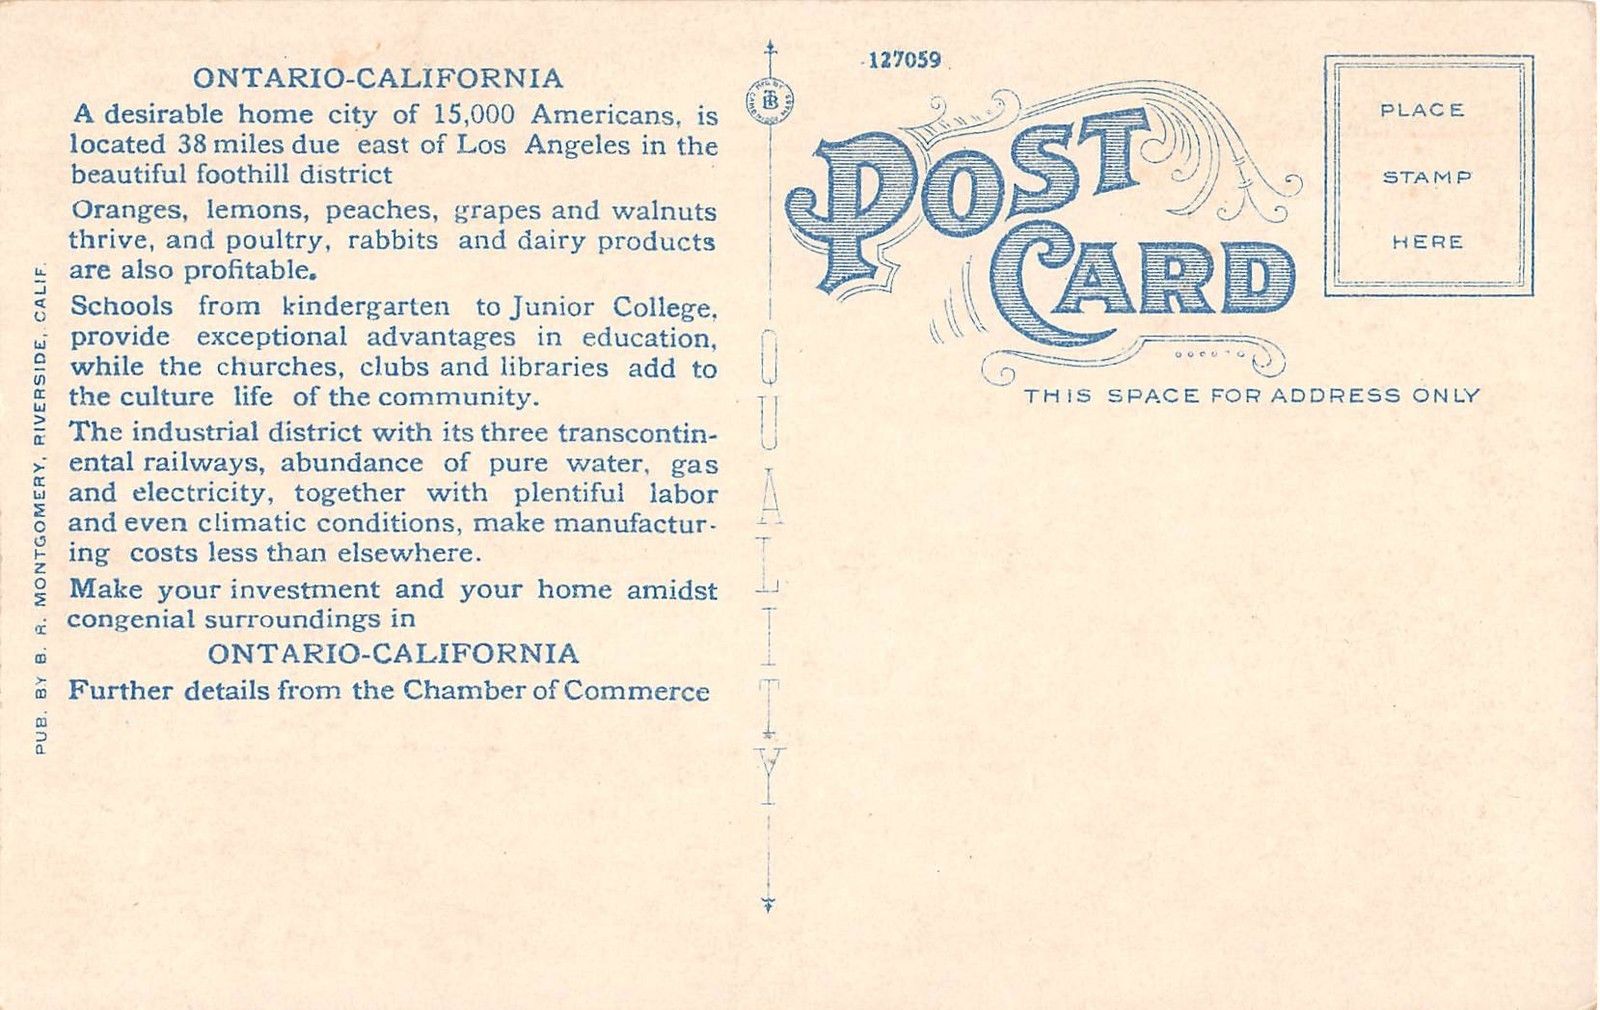 ONTARIO-CALIFORNIA
A desirable home city of 15,000 Americans, is
located 38 miles due east of Los Angeles in the
beautiful foothill district
Oranges, lemons, peaches, grapes and walnuts
thrive, and poultry, rabbits and dairy products
are also profitable.
Schools from kindergarten to Junior College,
provide exceptional advantages in education,
while the churches, clubs and libraries add to
the culture life of the community.
The industrial district with its three transcontin-
ental railways, abundance of pure water, gas
and electricity, together with plentiful labor
and even climatic conditions, make manufactur-
ing costs less than elsewhere.
Make your investment and your home amidst
congenial surroundings in
ONTARIO-CALIFORNIA
Further details from the Chamber of Commerce
PUB. BY B. R. MONTGOMERY, RIVERSIDE, CALIF.
QUALITY
127059
POST
CARD
PLACE
STAMP
HERE
THIS SPACE FOR ADDRESS ONLY